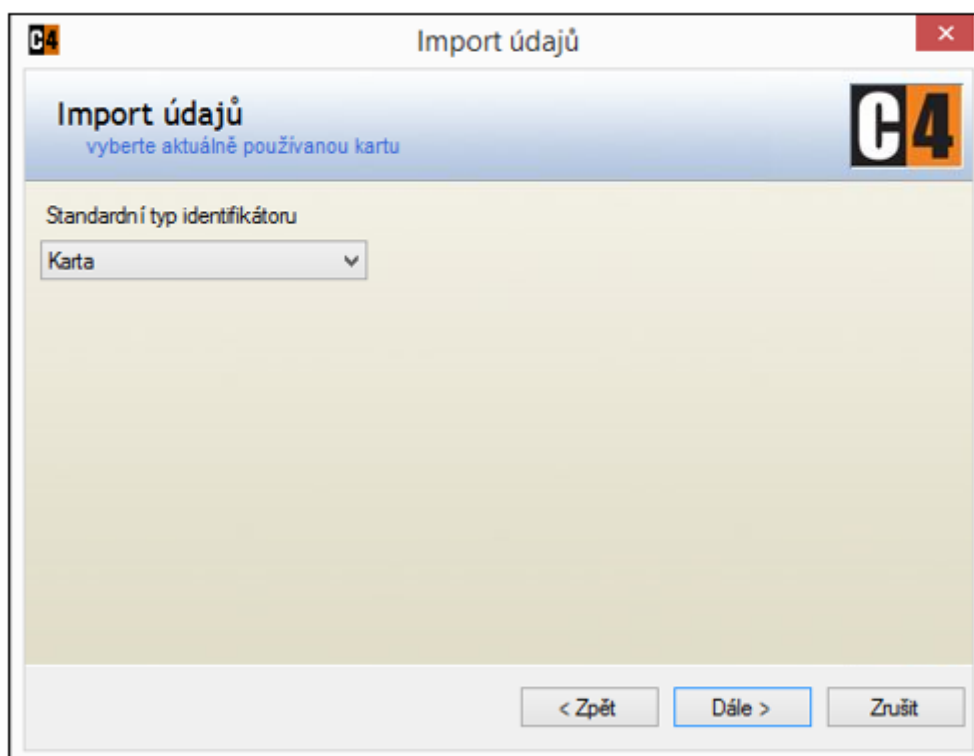 C4
Import údajů
Import údajů
vyberte aktuálně používanou kartu
C4
Standardní typ identifikátoru
Karta
< Zpět
Dále >
Zrušit